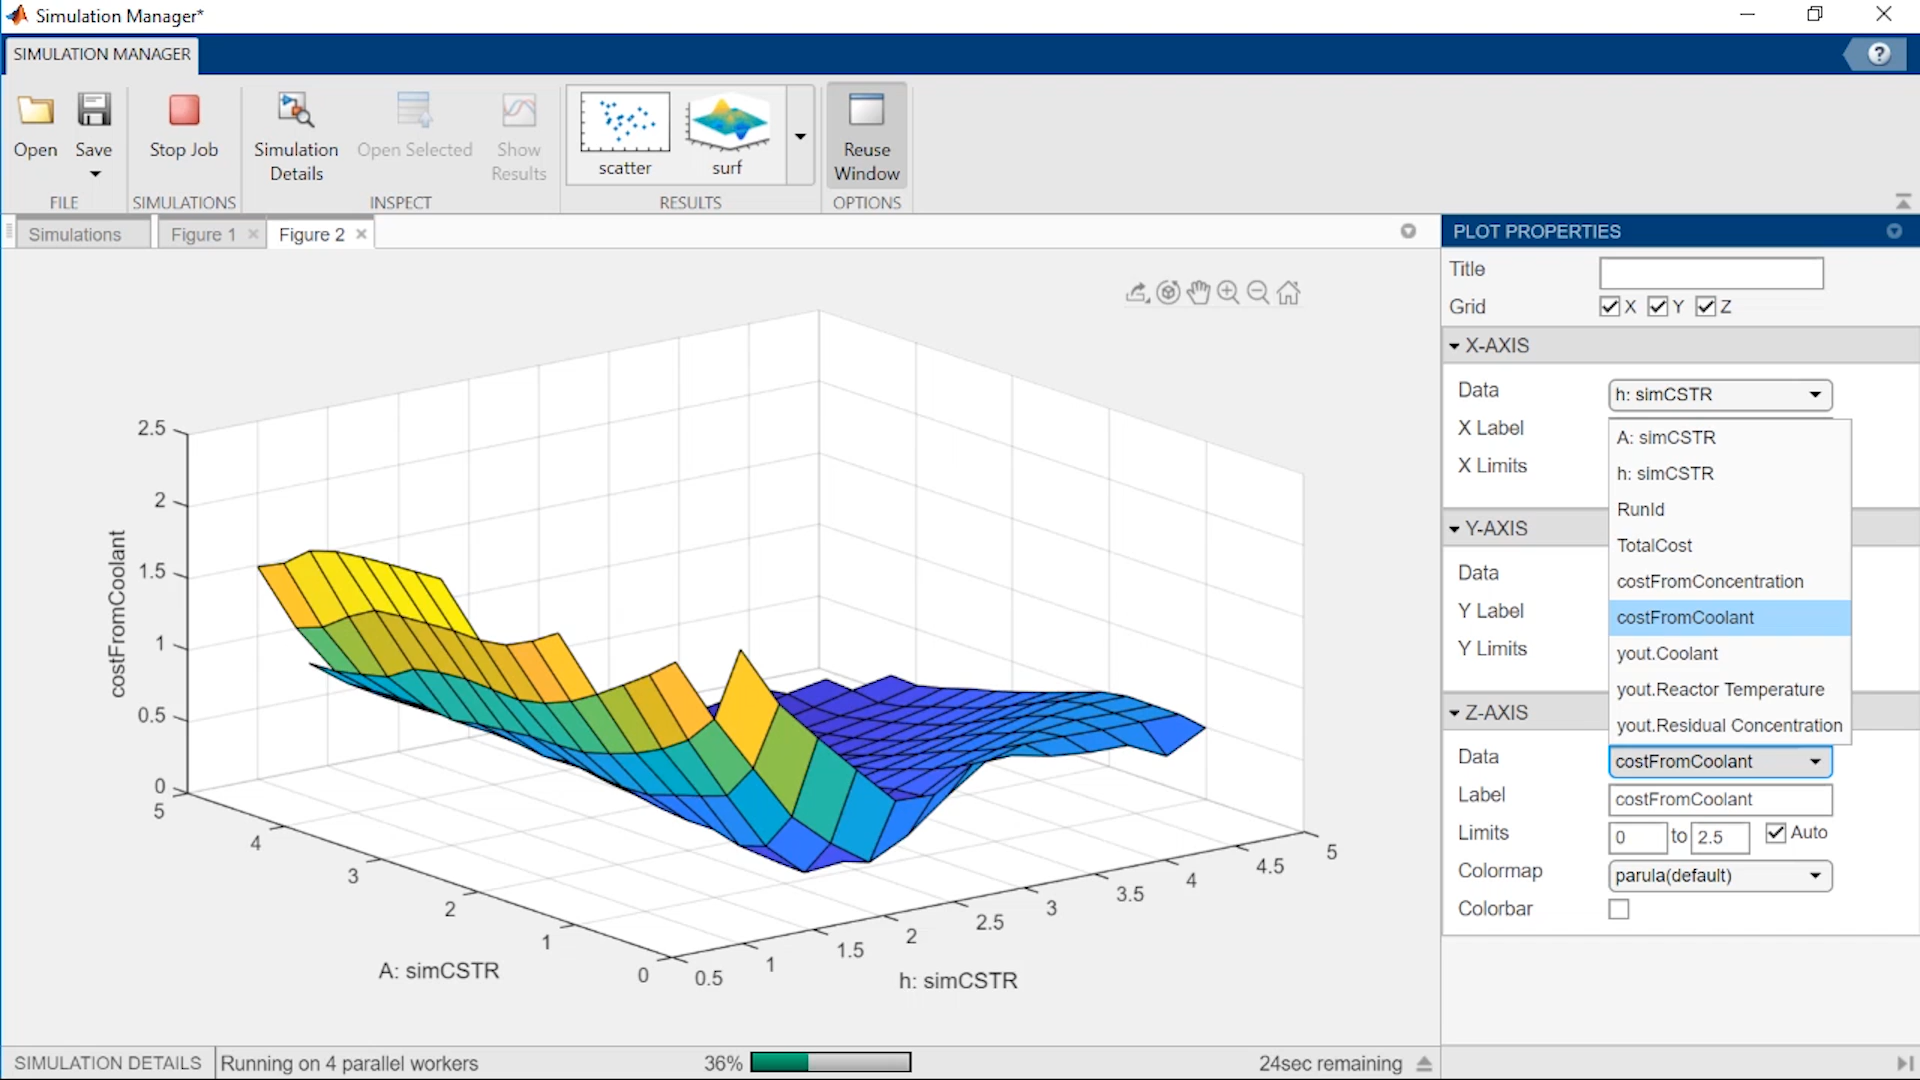 Simulation Manager*
SIMULATION MANAGER
?
Open
Save
Stop Job
Simulation
Details
Open Selected
Show
Results
scatter
surf
Reuse
Window
FILE
SIMULATIONS
INSPECT
RESULTS
OPTIONS
Simulations
Figure 1
Figure 2
costFromCoolant
2.5
2
1.5
1
0.5
0
5
4
3
2
1
0
A: simCSTR
0.5
1
1.5
2
2.5
3
3.5
4
4.5
5
h: simCSTR
PLOT PROPERTIES
Title
Grid X Y Z
X-AXIS
Data h: simCSTR
X Label
X Limits
Y-AXIS
Data
Y Label
Y Limits
Z-AXIS
A: simCSTR
h: simCSTR
RunId
TotalCost
costFromConcentration
costFromCoolant
yout.Coolant
yout.Reactor Temperature
yout.Residual Concentration
Data costFromCoolant
Label costFromCoolant
Limits 0 to 2.5 Auto
Colormap parula(default)
Colorbar
SIMULATION DETAILS Running on 4 parallel workers 36% 24sec remaining